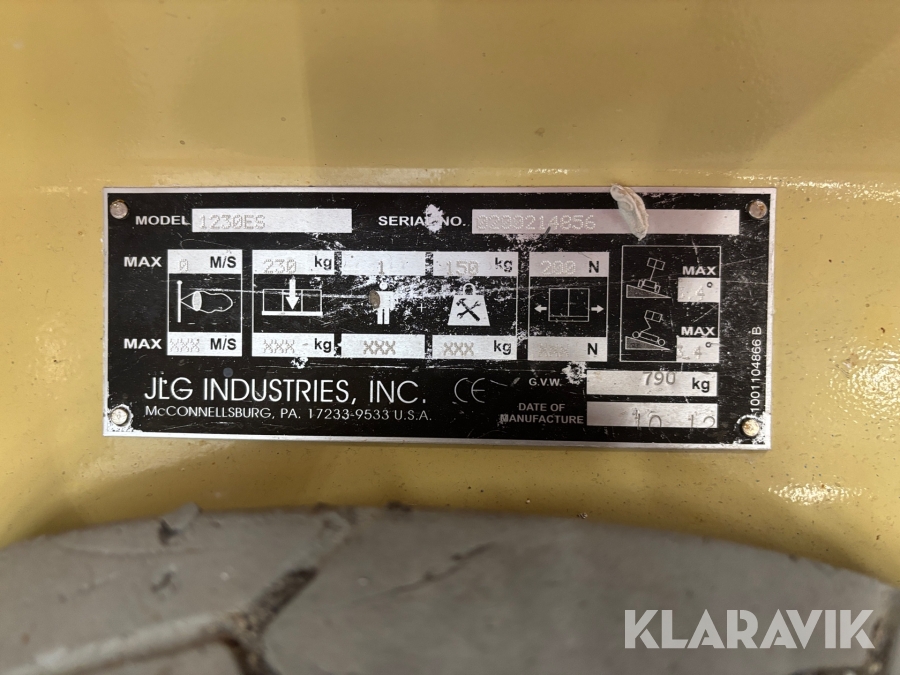 MODEL 1230ES SERIAL NO. 214856
MAX 0 M/S 230 kg 1 150 kg 200 N MAX 4°
MAX XXX M/S XXX kg XXX XXX kg N MAX 4°
JLG INDUSTRIES, INC. CE G.V.W. 790 kg
McCONNELLSBURG, PA. 17233-9533 U.S.A. DATE OF MANUFACTURE 10 12
1001104866 B
KLARAVIK